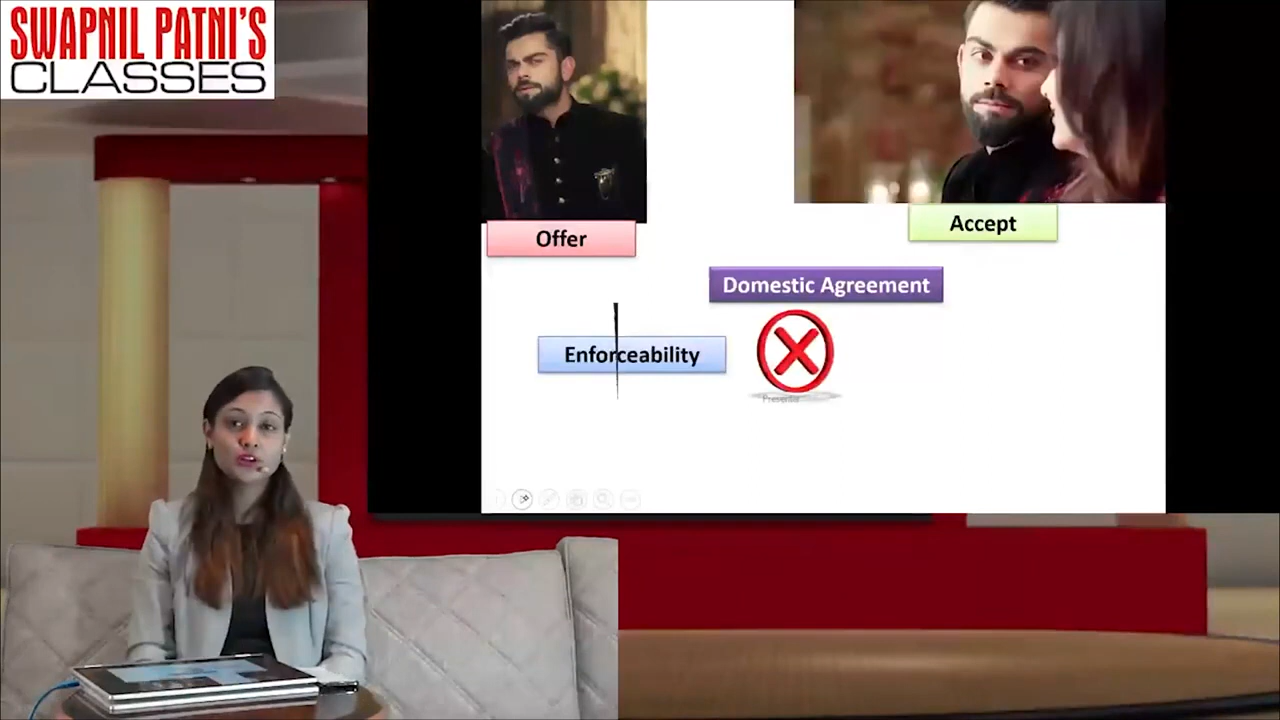 SWAPNIL PATNI'S
CLASSES
Offer
Accept
Domestic Agreement
Enforceability